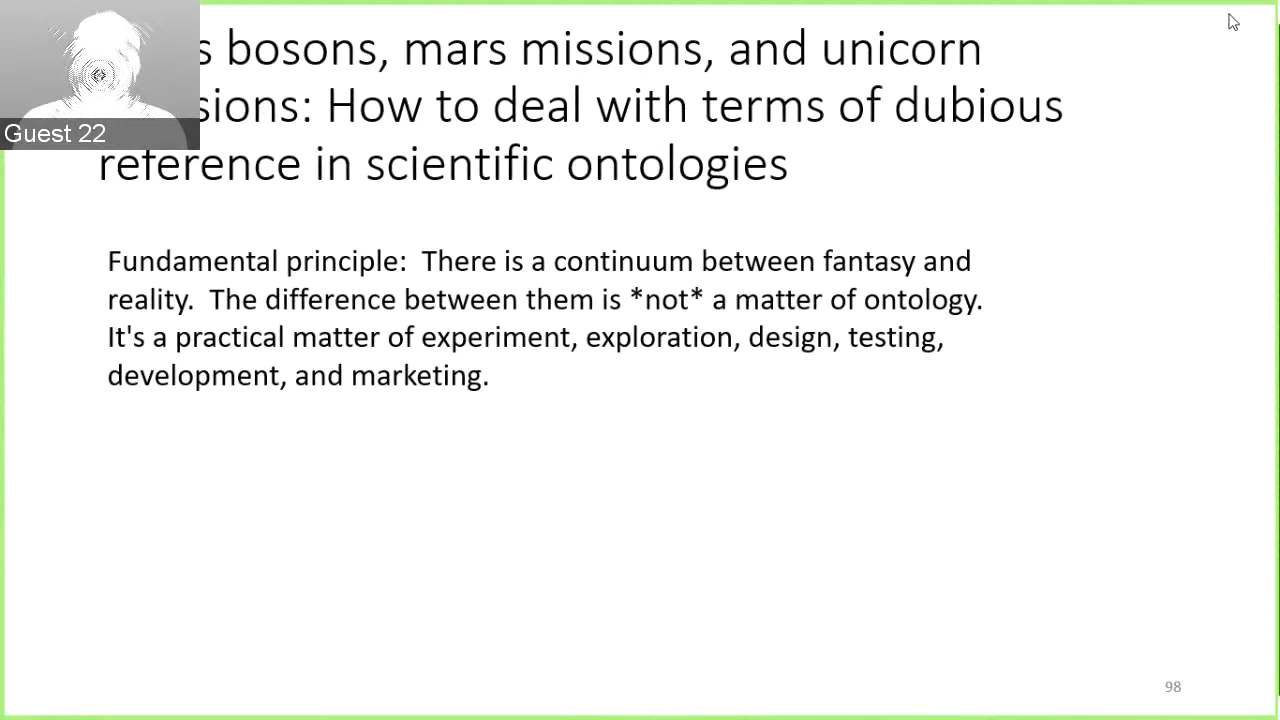 s bosons, mars missions, and unicorn
sions: How to deal with terms of dubious
Guest 22
reference in scientific ontologies
Fundamental principle:  There is a continuum between fantasy and
reality.  The difference between them is *not* a matter of ontology.
It's a practical matter of experiment, exploration, design, testing,
development, and marketing.
98